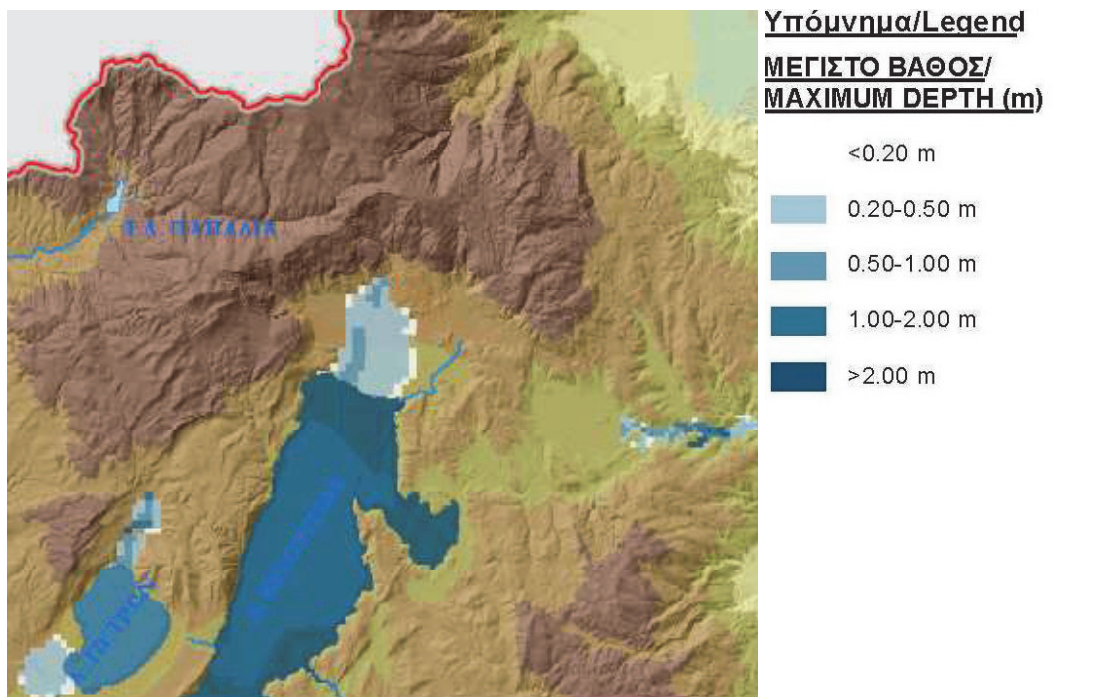 Υπόμνημα/Legend
ΜΕΓΙΣΤΟ ΒΑΘΟΣ/
MAXIMUM DEPTH (m)
<0.20 m
0.20-0.50 m
0.50-1.00 m
1.00-2.00 m
>2.00 m